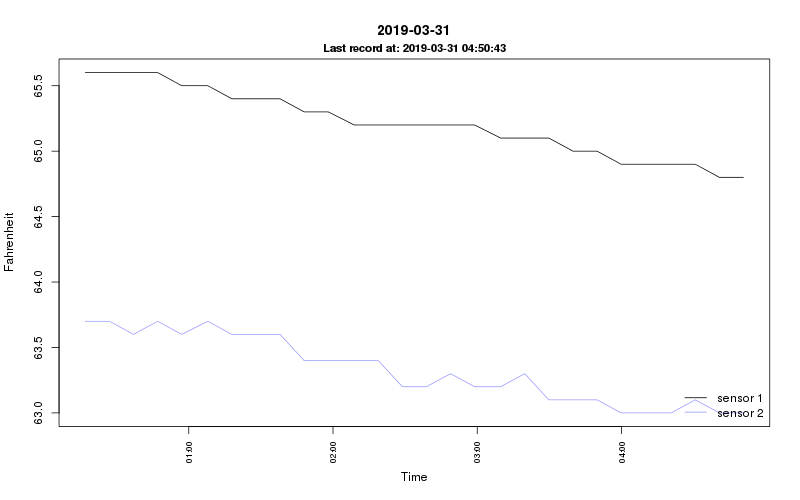 2019-03-31
Last record at: 2019-03-31 04:50:43
Fahrenheit
65.5
65.0
64.5
64.0
63.5
63.0
sensor 1
sensor 2
01:00
02:00
03:00
04:00
Time